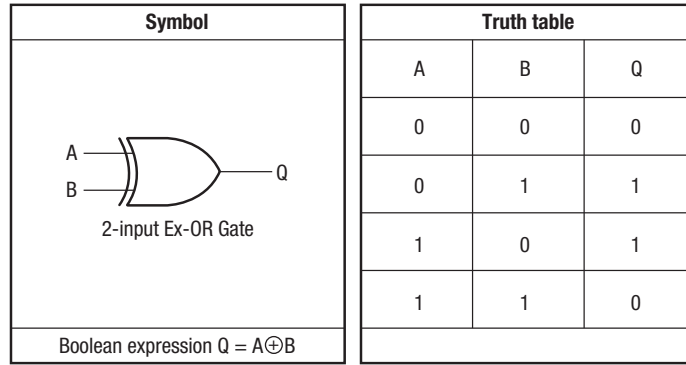 Symbol
A
B
Q
2-input Ex-OR Gate
Boolean expression Q = A⊕B
Truth table
A B Q
0 0 0
0 1 1
1 0 1
1 1 0